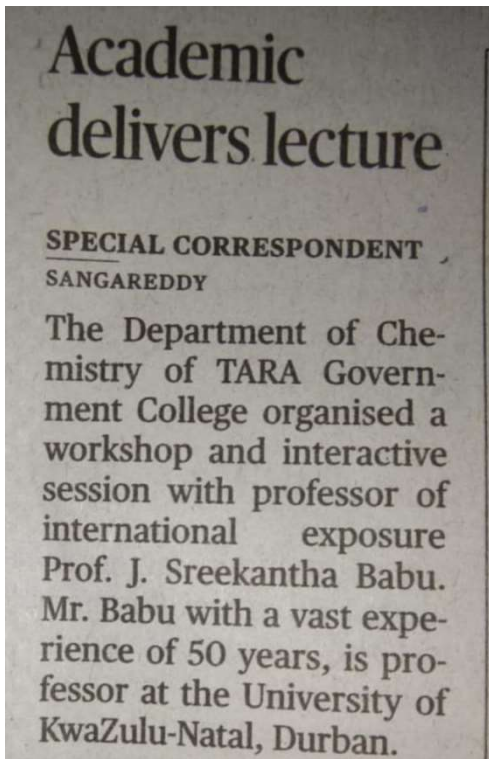 Academic
delivers lecture
SPECIAL CORRESPONDENT
SANGAREDDY
The Department of Che-
mistry of TARA Govern-
ment College organised a
workshop and interactive
session with professor of
international exposure
Prof. J. Sreekantha Babu.
Mr. Babu with a vast expe-
rience of 50 years, is pro-
fessor at the University of
KwaZulu-Natal, Durban.